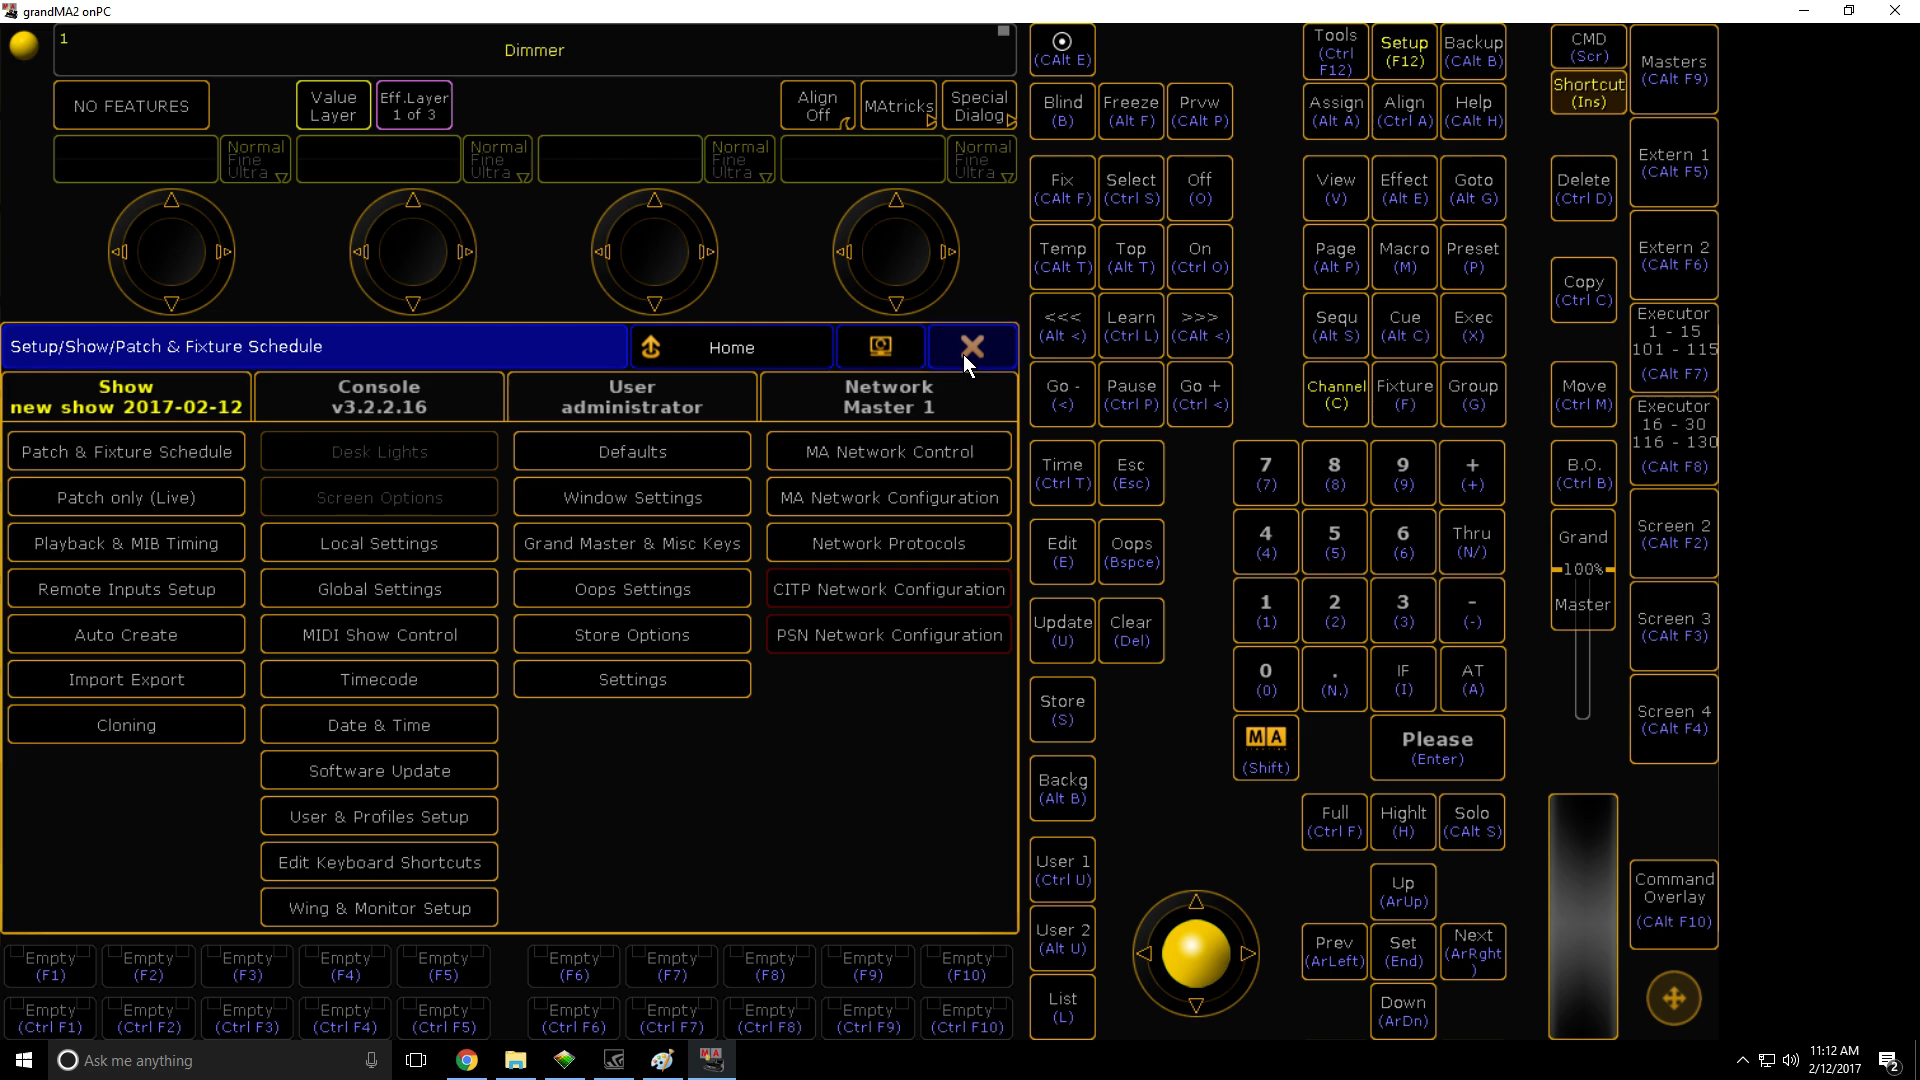 grandMA2 onPC
1
Dimmer
NO FEATURES
Value
Layer
Eff.Layer
1 of 3
Align
Off
MAtricks
Special
Dialog
Normal
Fine
Ultra
Normal
Fine
Ultra
Normal
Fine
Ultra
Normal
Fine
Ultra
Setup/Show/Patch & Fixture Schedule
Home
Show
new show 2017-02-12
Console
v3.2.2.16
User
administrator
Network
Master 1
Patch & Fixture Schedule
Desk Lights
Defaults
MA Network Control
Patch only (Live)
Screen Options
Window Settings
MA Network Configuration
Playback & MIB Timing
Local Settings
Grand Master & Misc Keys
Network Protocols
Remote Inputs Setup
Global Settings
Oops Settings
CITP Network Configuration
Auto Create
MIDI Show Control
Store Options
PSN Network Configuration
Import Export
Timecode
Settings
Cloning
Date & Time
Software Update
User & Profiles Setup
Edit Keyboard Shortcuts
Wing & Monitor Setup
Empty
(F1)
Empty
(F2)
Empty
(F3)
Empty
(F4)
Empty
(F5)
Empty
(F6)
Empty
(F7)
Empty
(F8)
Empty
(F9)
Empty
(F10)
Empty
(Ctrl F1)
Empty
(Ctrl F2)
Empty
(Ctrl F3)
Empty
(Ctrl F4)
Empty
(Ctrl F5)
Empty
(Ctrl F6)
Empty
(Ctrl F7)
Empty
(Ctrl F8)
Empty
(Ctrl F9)
Empty
(Ctrl F10)
(CAlt E)
Tools
(Ctrl
F12)
Setup
(F12)
Backup
(CAlt B)
CMD
(Scr)
Shortcut
(Ins)
Masters
(CAlt F9)
Blind
(B)
Freeze
(Alt F)
Prvw
(CAlt P)
Assign
(Alt A)
Align
(Ctrl A)
Help
(CAlt H)
Extern 1
(CAlt F5)
Fix
(CAlt F)
Select
(Ctrl S)
Off
(O)
View
(V)
Effect
(Alt E)
Goto
(Alt G)
Delete
(Ctrl D)
Extern 2
(CAlt F6)
Temp
(CAlt T)
Top
(Alt T)
On
(Ctrl O)
Page
(Alt P)
Macro
(M)
Preset
(P)
Copy
(Ctrl C)
<<<
(Alt <)
Learn
(Ctrl L)
>>>
(CAlt <)
Sequ
(Alt S)
Cue
(Alt C)
Exec
(X)
Executor
1 - 15
101 - 115
(CAlt F7)
Go -
(<)
Pause
(Ctrl P)
Go +
(Ctrl <)
Channel
(C)
Fixture
(F)
Group
(G)
Move
(Ctrl M)
Executor
16 - 30
116 - 130
(CAlt F8)
Time
(Ctrl T)
Esc
(Esc)
7
(7)
8
(8)
9
(9)
+
(+)
B.O.
(Ctrl B)
Edit
(E)
Oops
(Bspce)
4
(4)
5
(5)
6
(6)
Thru
(N/)
Grand
100%
Master
Screen 2
(CAlt F2)
Update
(U)
Clear
(Del)
1
(1)
2
(2)
3
(3)
-
(-)
Screen 3
(CAlt F3)
Store
(S)
0
(0)
.
(N.)
IF
(I)
AT
(A)
Screen 4
(CAlt F4)
MA
(Shift)
Please
(Enter)
Backg
(Alt B)
Full
(Ctrl F)
Highlt
(H)
Solo
(CAlt S)
User 1
(Ctrl U)
Up
(ArUp)
Command
Overlay
(CAlt F10)
User 2
(Alt U)
Prev
(ArLeft)
Set
(End)
Next
(ArRght
)
List
(L)
Down
(ArDn)
Ask me anything
11:12 AM
2/12/2017
2